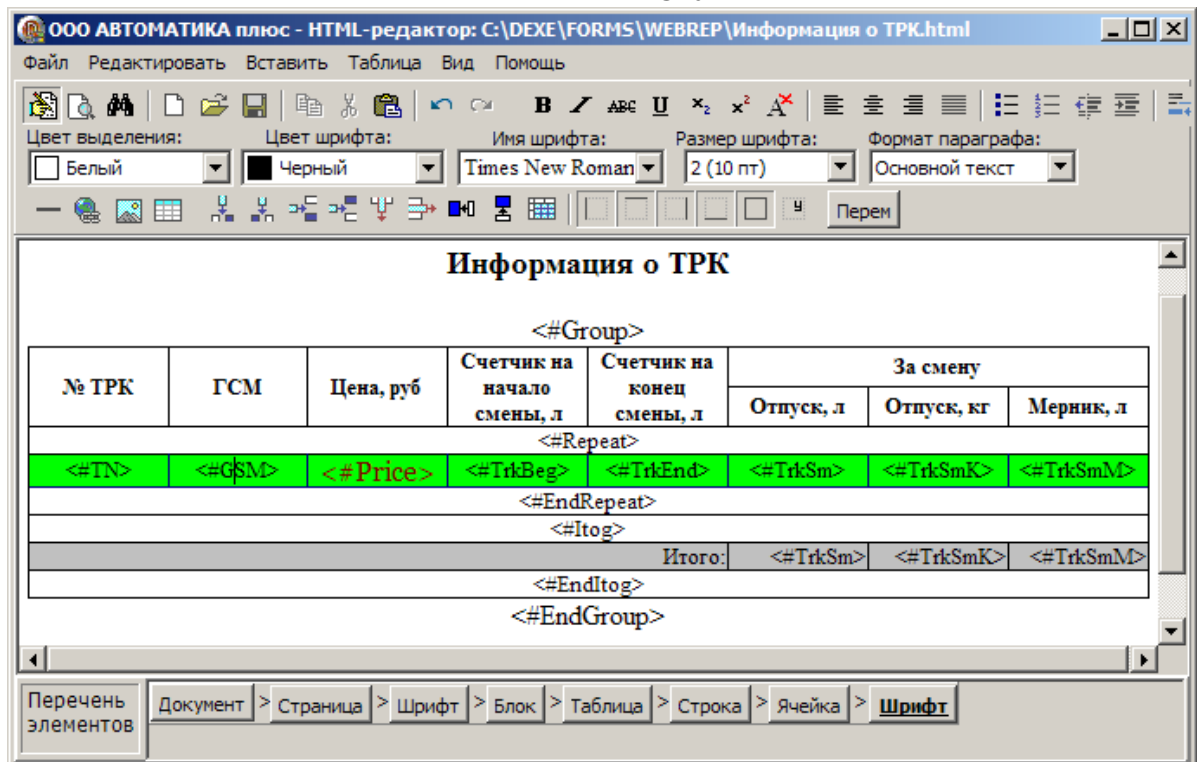 ООО АВТОМАТИКА плюс - HTML-редактор: C:\DEXE\FORMS\WEBREP\Информация о ТРК.html
Файл Редактировать Вставить Таблица Вид Помощь
B I ABC U ×₂ ×² A
Цвет выделения: Цвет шрифта: Имя шрифта: Размер шрифта: Формат параграфа:
Белый Черный Times New Roman 2 (10 пт) Основной текст
У Перем
Информация о ТРК
<#Group>
№ ТРК ГСМ Цена, руб Счетчик на начало смены, л Счетчик на конец смены, л За смену
Отпуск, л Отпуск, кг Мерник, л
<#Repeat>
<#TN> <#GSM> <#Price> <#TrkBeg> <#TrkEnd> <#TrkSm> <#TrkSmK> <#TrkSmM>
<#EndRepeat>
<#Itog>
Итого: <#TrkSm> <#TrkSmK> <#TrkSmM>
<#EndItog>
<#EndGroup>
Перечень элементов Документ > Страница > Шрифт > Блок > Таблица > Строка > Ячейка > Шрифт